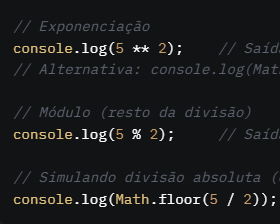 // Exponenciação
console.log(5 ** 2); // Saíd
// Alternativa: console.log(Mat
// Módulo (resto da divisão)
console.log(5 % 2); // Saíd
// Simulando divisão absoluta (
console.log(Math.floor(5 / 2));